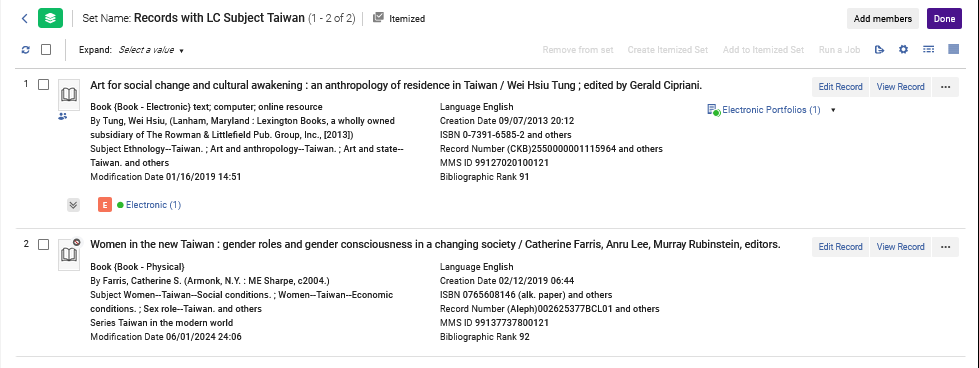 Set Name: Records with LC Subject Taiwan (1 - 2 of 2) Itemized Add members Done
Expand: Select a value Remove from set Create Itemized Set Add to Itemized Set Run a Job
1 Art for social change and cultural awakening : an anthropology of residence in Taiwan / Wei Hsiu Tung ; edited by Gerald Cipriani. Edit Record View Record ...
Book {Book - Electronic} text; computer; online resource
By Tung, Wei Hsiu, (Lanham, Maryland : Lexington Books, a wholly owned
subsidiary of The Rowman & Littlefield Pub. Group, Inc., [2013])
Subject Ethnology--Taiwan. ; Art and anthropology--Taiwan. ; Art and state--
Taiwan. and others
Modification Date 01/16/2019 14:51
Language English
Creation Date 09/07/2013 20:12
ISBN 0-7391-6585-2 and others
Record Number (CKB)2550000001115964 and others
MMS ID 99127020100121
Bibliographic Rank 91
Electronic Portfolios (1)
E Electronic (1)
2 Women in the new Taiwan : gender roles and gender consciousness in a changing society / Catherine Farris, Anru Lee, Murray Rubinstein, editors. Edit Record View Record ...
Book {Book - Physical}
By Farris, Catherine S. (Armonk, N.Y. : ME Sharpe, c2004.)
Subject Women--Taiwan--Social conditions. ; Women--Taiwan--Economic
conditions. ; Sex role--Taiwan. and others
Series Taiwan in the modern world
Modification Date 06/01/2024 24:06
Language English
Creation Date 02/12/2019 06:44
ISBN 0765608146 (alk. paper) and others
Record Number (Aleph)002625377BCL01 and others
MMS ID 99137737800121
Bibliographic Rank 92